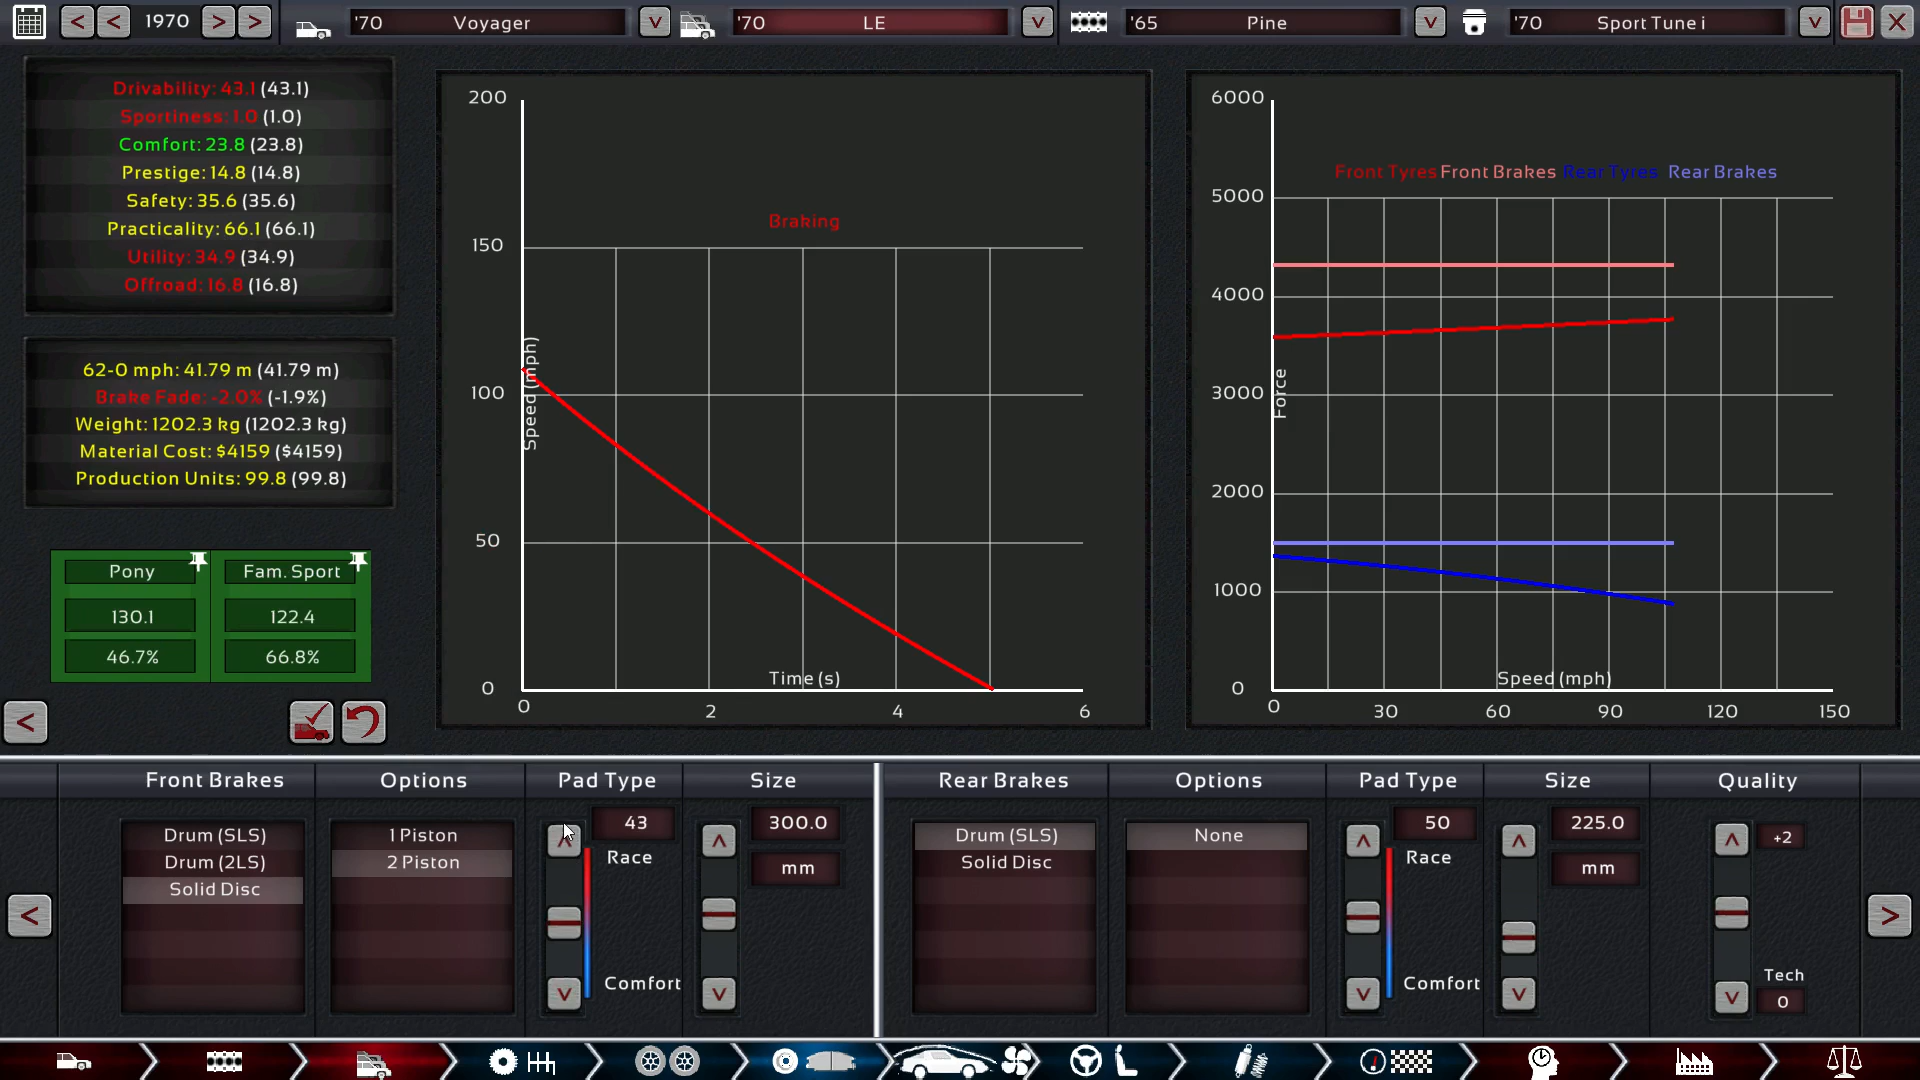 < < 1970 > > '70 Voyager v '70 LE v '65 Pine v '70 Sport Tune i v X
Drivability: 43.1 (43.1)
Sportiness: 1.0 (1.0)
Comfort: 23.8 (23.8)
Prestige: 14.8 (14.8)
Safety: 35.6 (35.6)
Practicality: 66.1 (66.1)
Utility: 34.9 (34.9)
Offroad: 16.8 (16.8)
62-0 mph: 41.79 m (41.79 m)
Brake Fade: -2.0% (-1.9%)
Weight: 1202.3 kg (1202.3 kg)
Material Cost: $4159 ($4159)
Production Units: 99.8 (99.8)
Pony Fam. Sport
130.1 122.4
46.7% 66.8%
<
200
150
100
50
0
Braking
Speed (mph)
Time (s)
0 2 4 6
6000
5000
4000
3000
2000
1000
0
Front Tyres Front Brakes Rear Tyres Rear Brakes
Force
Speed (mph)
0 30 60 90 120 150
Front Brakes
Drum (SLS)
Drum (2LS)
Solid Disc
Options
1 Piston
2 Piston
Pad Type
43
Race
Comfort
Size
300.0
mm
Rear Brakes
Drum (SLS)
Solid Disc
Options
None
Pad Type
50
Race
Comfort
Size
225.0
mm
Quality
+2
Tech
0
< >